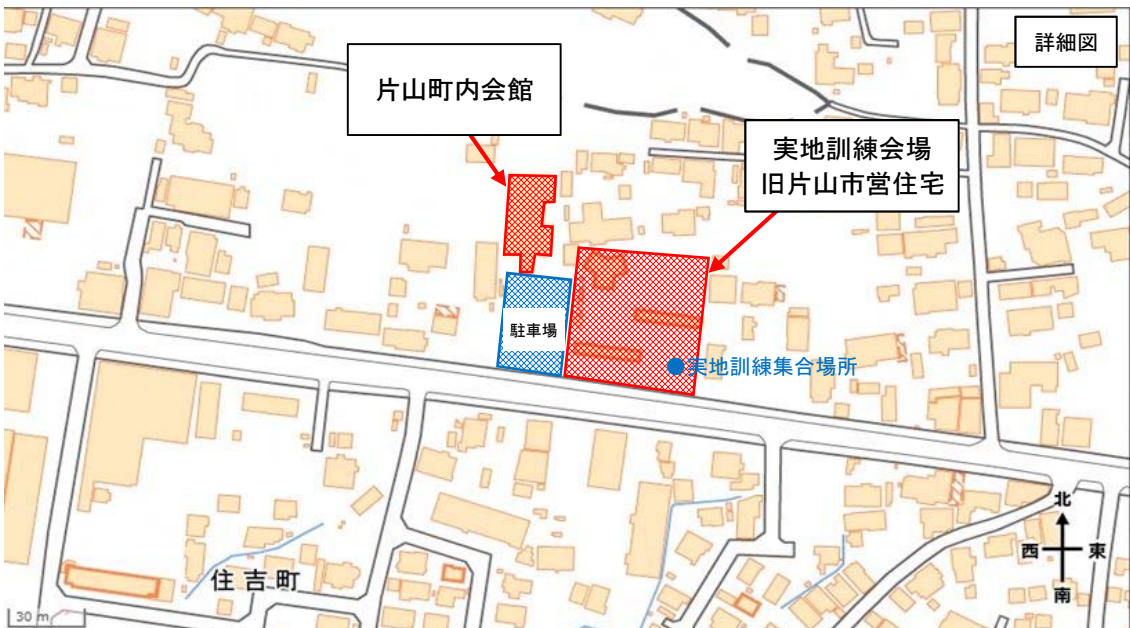 詳細図
片山町内会館
実地訓練会場
旧片山市営住宅
駐車場
実地訓練集合場所
北
西
東
南
住吉町
30 m